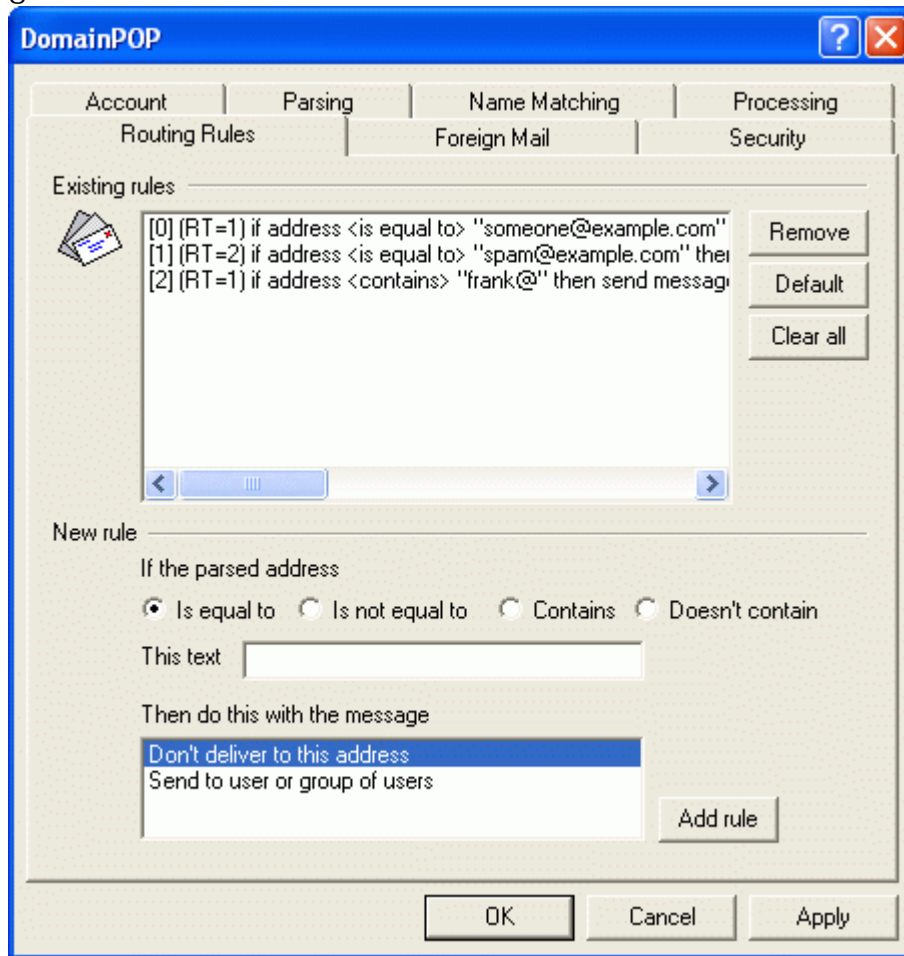 DomainPOP
Account Parsing Name Matching Processing
Routing Rules Foreign Mail Security
Existing rules
[0] (RT=1) if address <is equal to> "someone@example.com"
[1] (RT=2) if address <is equal to> "spam@example.com"
[2] (RT=1) if address <contains> "frank@" then send
Remove
Default
Clear all
New rule
If the parsed address
Is equal to Is not equal to Contains Doesn't contain
This text
Then do this with the message
Don't deliver to this address
Send to user or group of users
Add rule
OK Cancel Apply